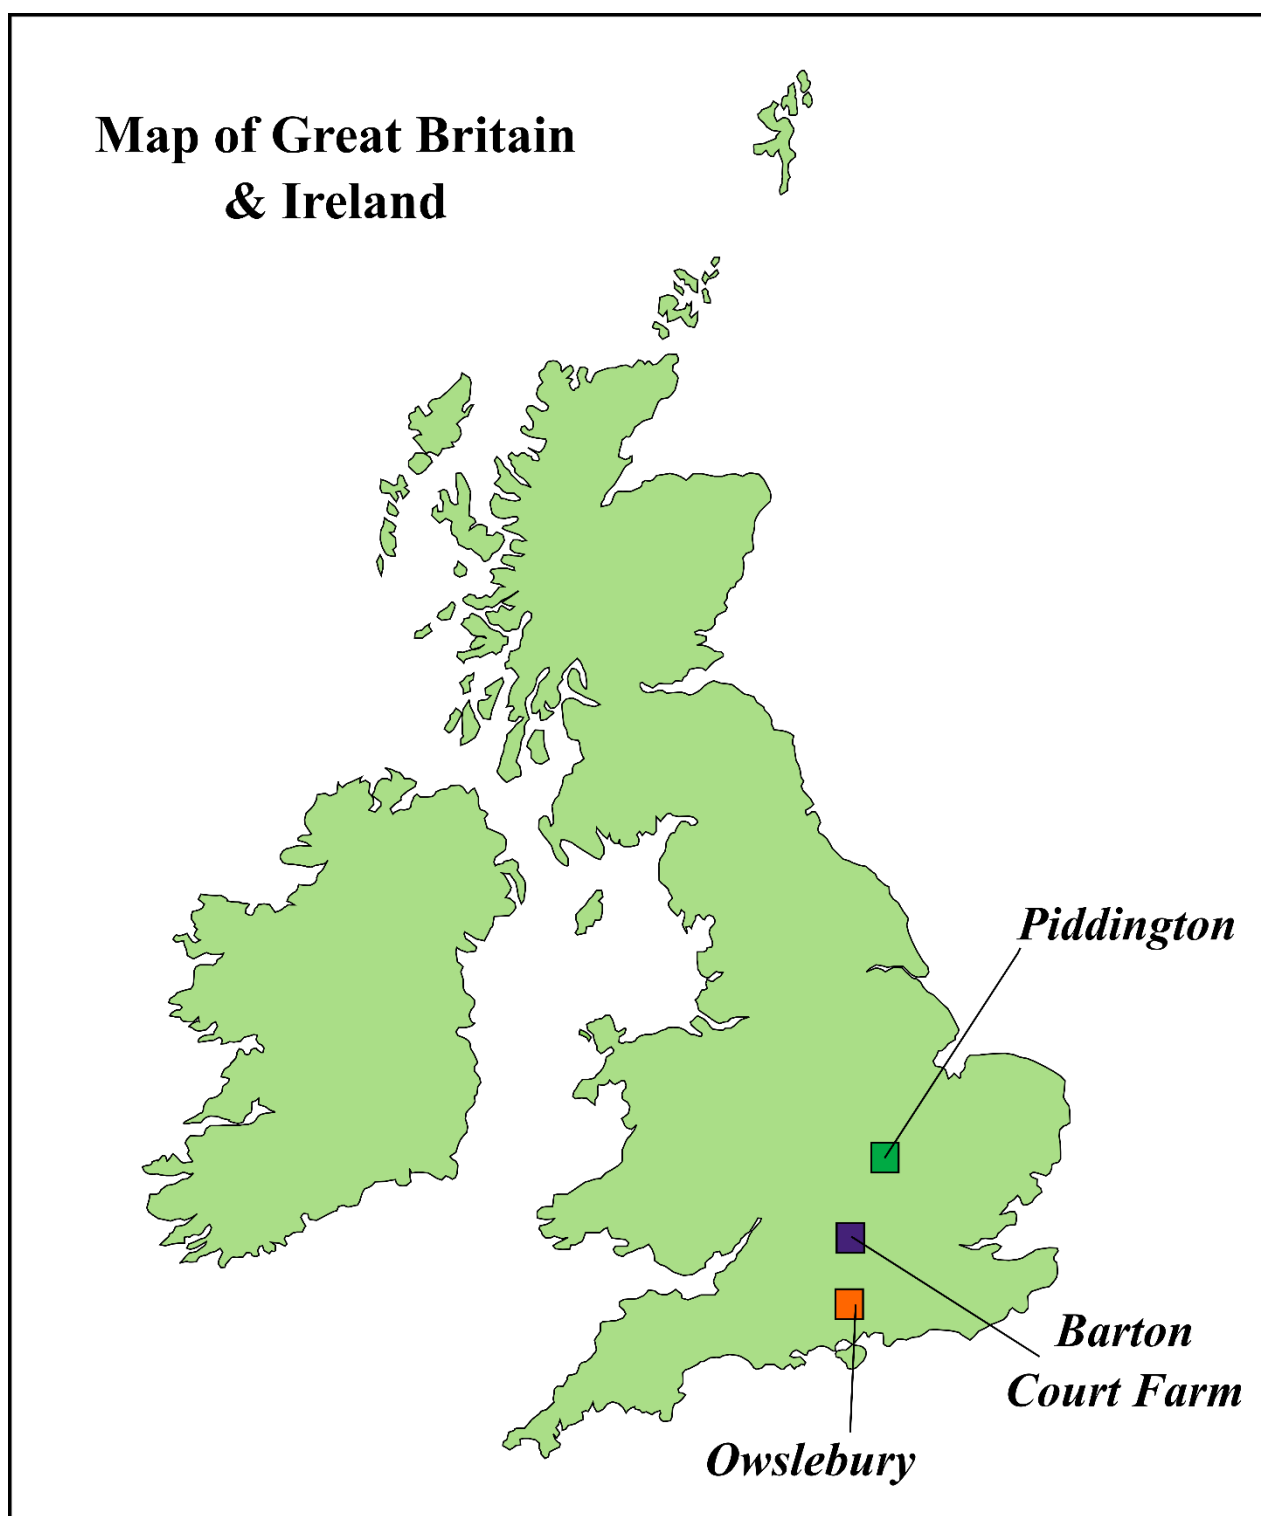 Map of Great Britain
& Ireland
Piddington
Barton
Court Farm
Owslebury